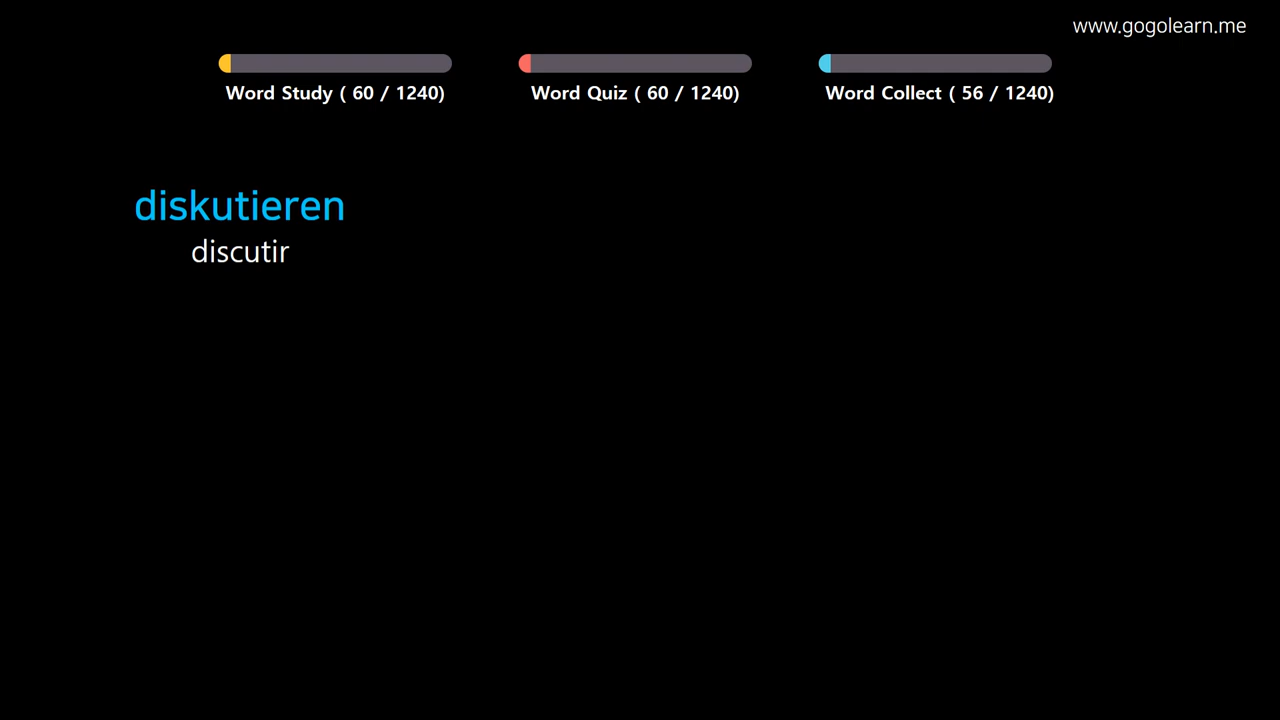 www.gogolearn.me
Word Study ( 60 / 1240)
Word Quiz ( 60 / 1240)
Word Collect ( 56 / 1240)
diskutieren
discutir